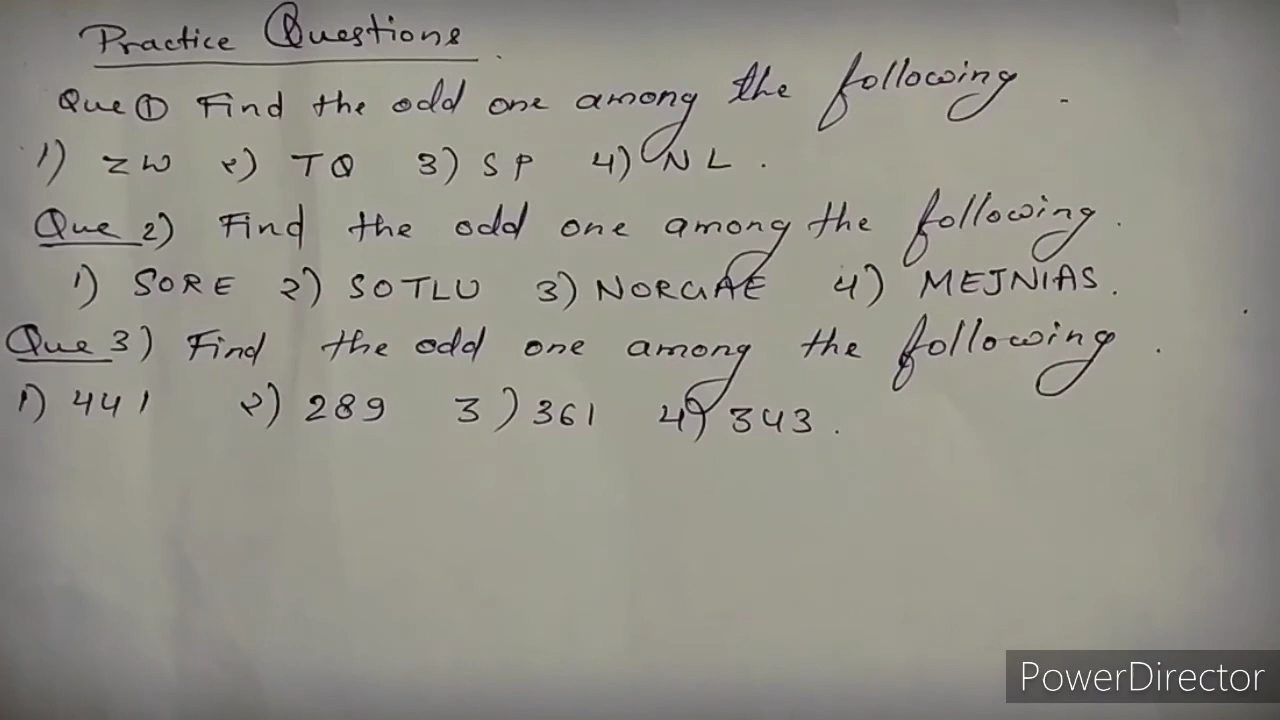 Practice Questions.
Que ① Find the odd one among the following.
1) ZW 2) TQ 3) SP 4) NL.
Que 2) Find the odd one among the following.
1) SORE 2) SOTLU 3) NORGAE 4) MEJNIAS.
Que 3) Find the odd one among the following.
1) 441 2) 289 3) 361 4) 343.
PowerDirector